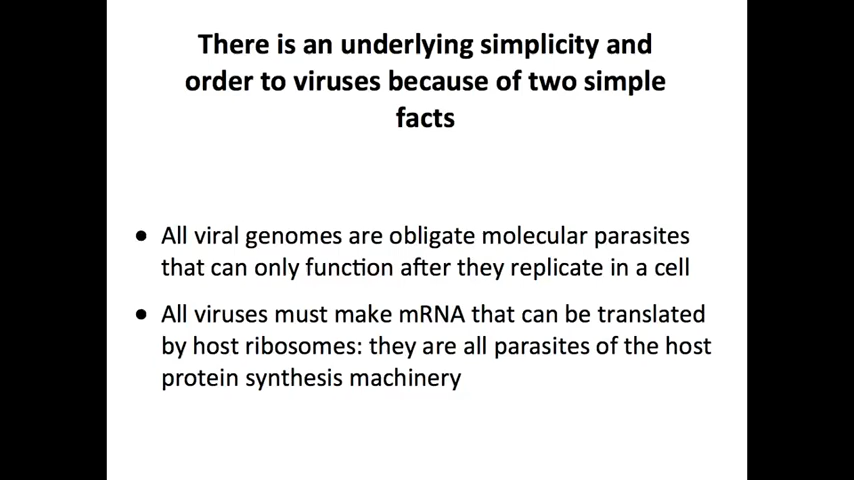 There is an underlying simplicity and
order to viruses because of two simple
facts
● All viral genomes are obligate molecular parasites
that can only function after they replicate in a cell
● All viruses must make mRNA that can be translated
by host ribosomes: they are all parasites of the host
protein synthesis machinery